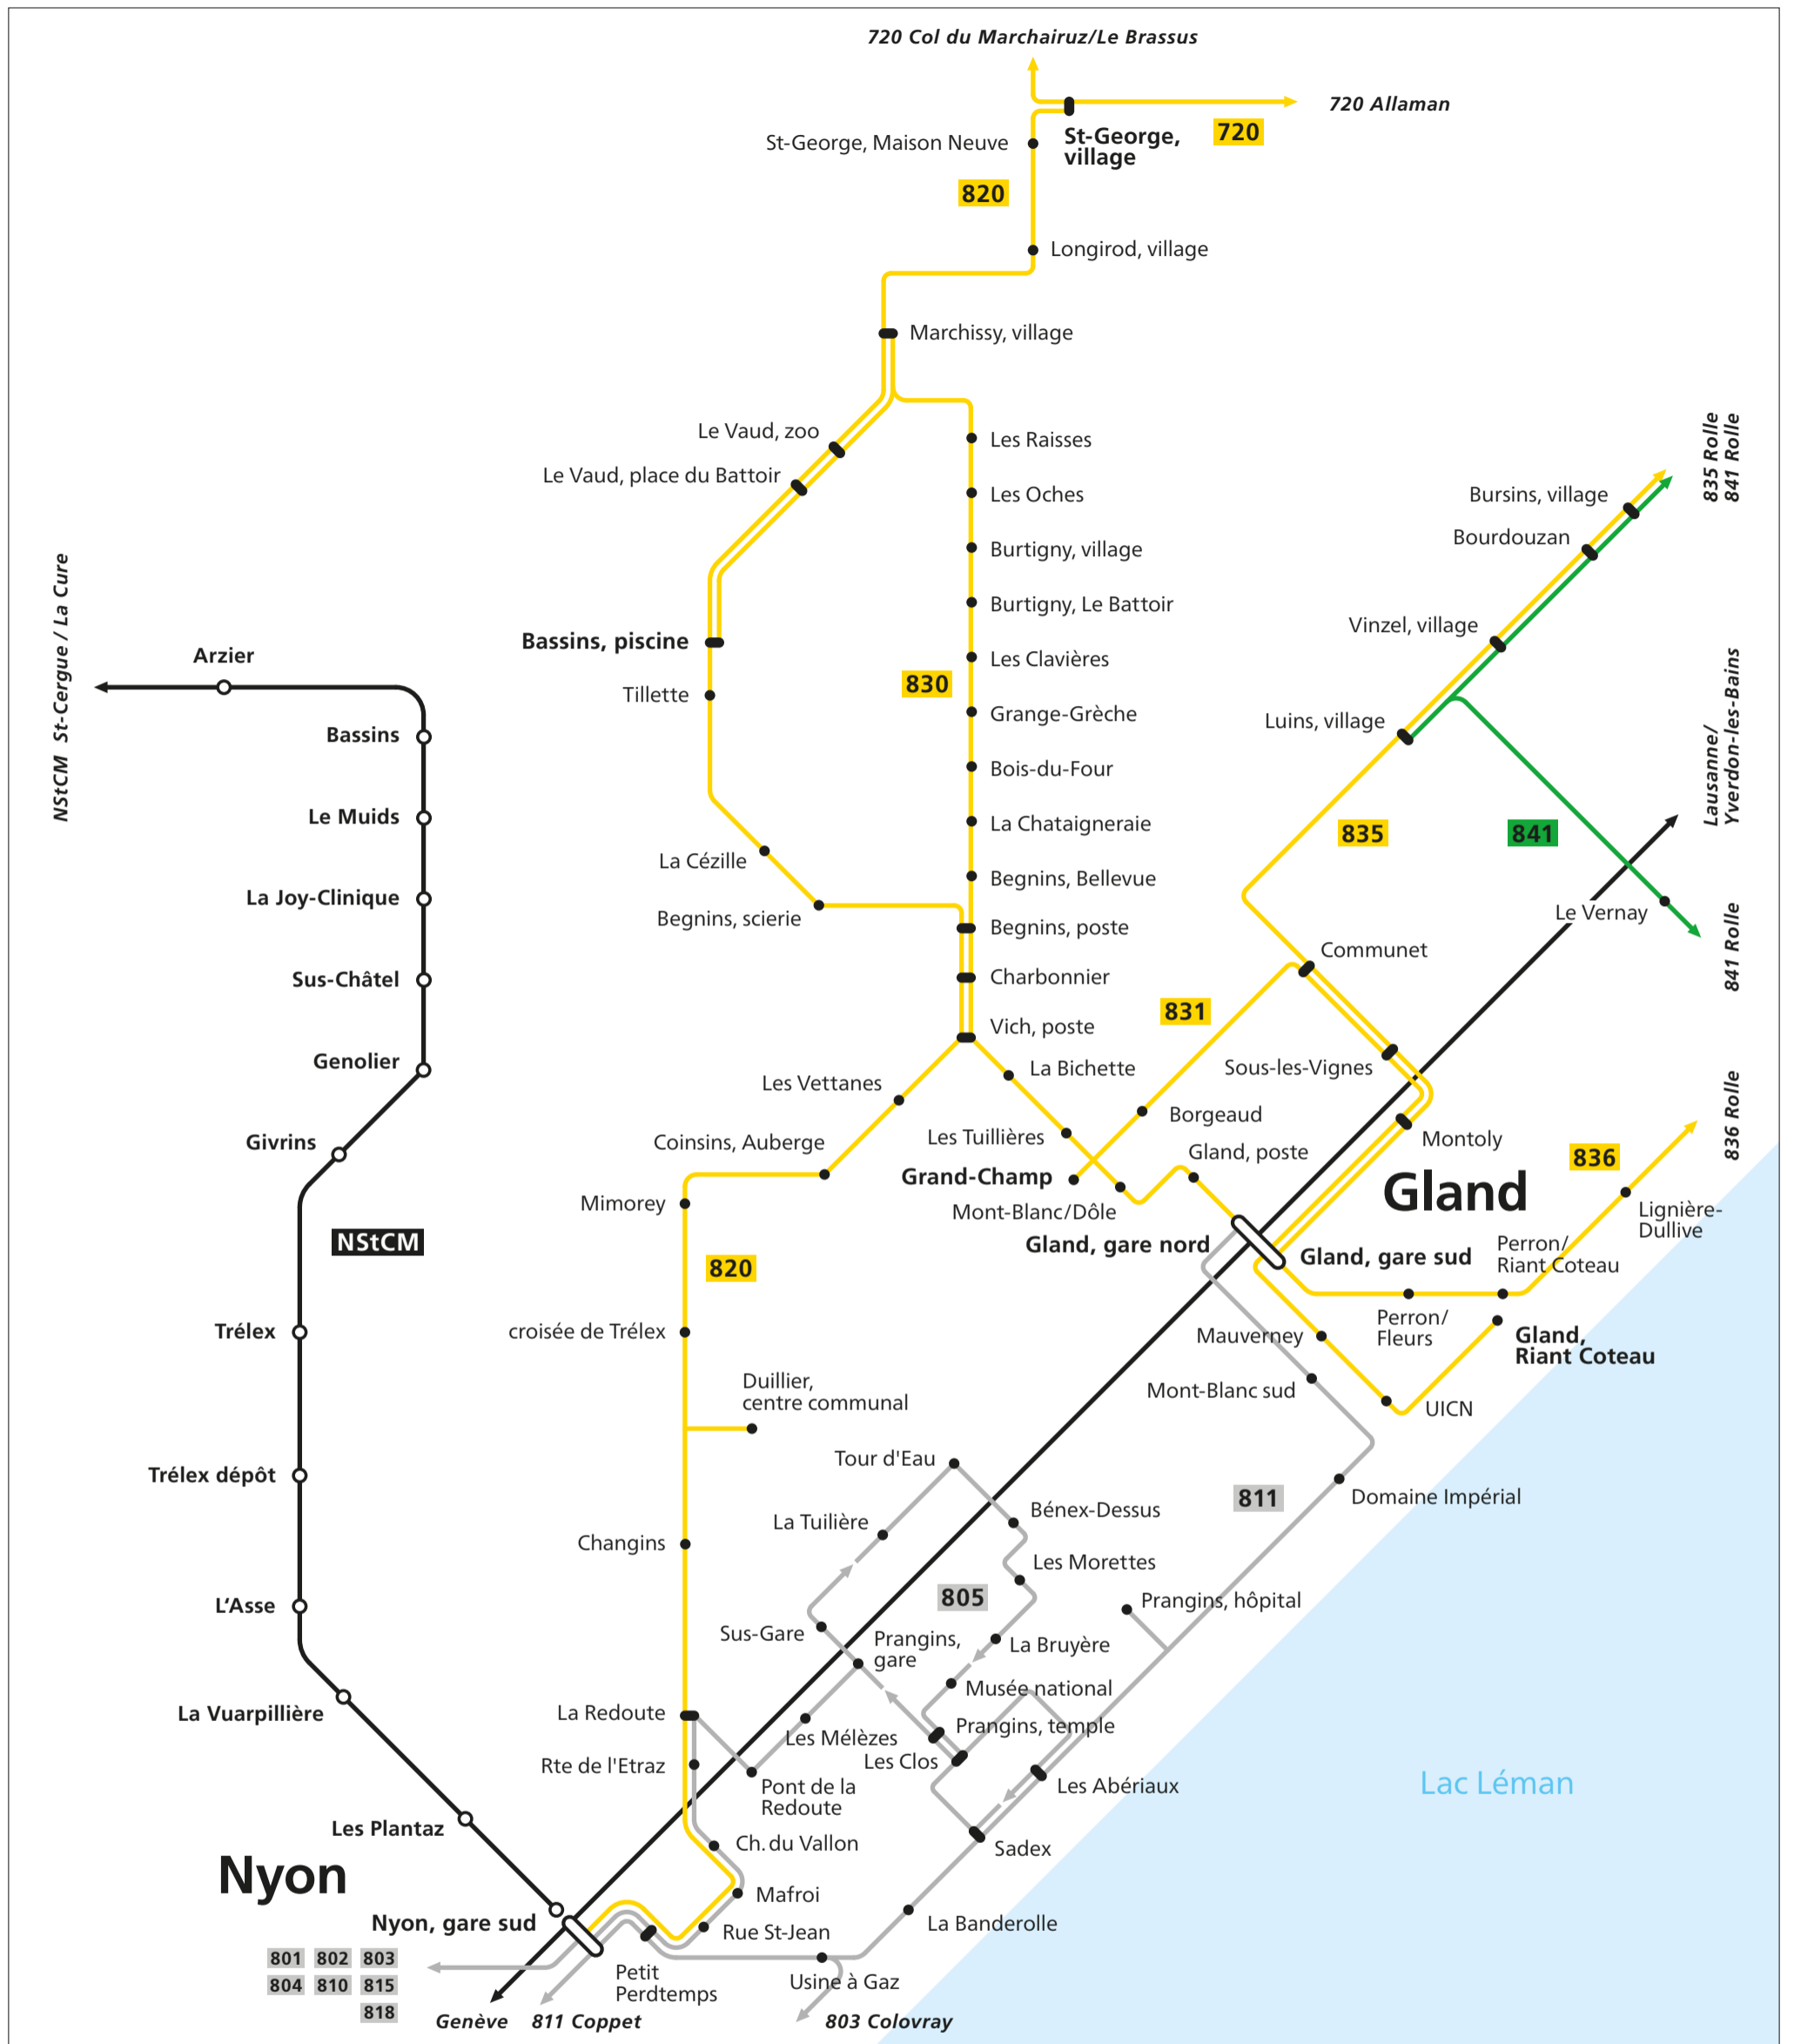 720 Col du Marchairuz/Le Brassus
720 Allaman
St-George, Maison Neuve
St-George,
village
720
820
Longirod, village
Marchissy, village
Le Vaud, zoo
Le Vaud, place du Battoir
Les Raisses
Les Oches
Burtigny, village
Burtigny, Le Battoir
Les Clavières
Grange-Grèche
Bois-du-Four
La Chataigneraie
Begnins, Bellevue
Begnins, poste
Charbonnier
Vich, poste
830
Bassins, piscine
Tillette
La Cézille
Begnins, scierie
835 Rolle
841 Rolle
Bursins, village
Bourdouzan
Vinzel, village
Luins, village
835
841
Lausanne/
Yverdon-les-Bains
Le Vernay
841 Rolle
Communet
831
Sous-les-Vignes
Borgeaud
Montoly
836 Rolle
836
NStCM St-Cergue / La Cure
Arzier
Bassins
Le Muids
La Joy-Clinique
Sus-Châtel
Genolier
Givrins
NStCM
Trélex
Trélex dépôt
L‘Asse
La Vuarpillière
Les Plantaz
Nyon
Nyon, gare sud
801 802 803
804 810 815
818
Genève
811 Coppet
803 Colovray
La Bichette
Les Vettanes
Les Tuillières
Coinsins, Auberge
Gland, poste
Grand-Champ
Mont-Blanc/Dôle
Gland
Gland, gare nord
Gland, gare sud
Lignière-
Dullive
Perron/
Riant Coteau
Perron/
Fleurs
Gland,
Riant Coteau
Mauverney
Mont-Blanc sud
UICN
Domaine Impérial
811
Mimorey
820
croisée de Trélex
Duillier,
centre communal
Changins
Tour d'Eau
La Tuilière
Bénex-Dessus
Les Morettes
805
Prangins, hôpital
Sus-Gare
Prangins,
gare
La Bruyère
Musée national
La Redoute
Les Mélèzes
Prangins, temple
Les Clos
Rte de l'Etraz
Pont de la
Redoute
Les Abériaux
Lac Léman
Ch. du Vallon
Sadex
Mafroi
Rue St-Jean
La Banderolle
Petit
Perdtemps
Usine à Gaz